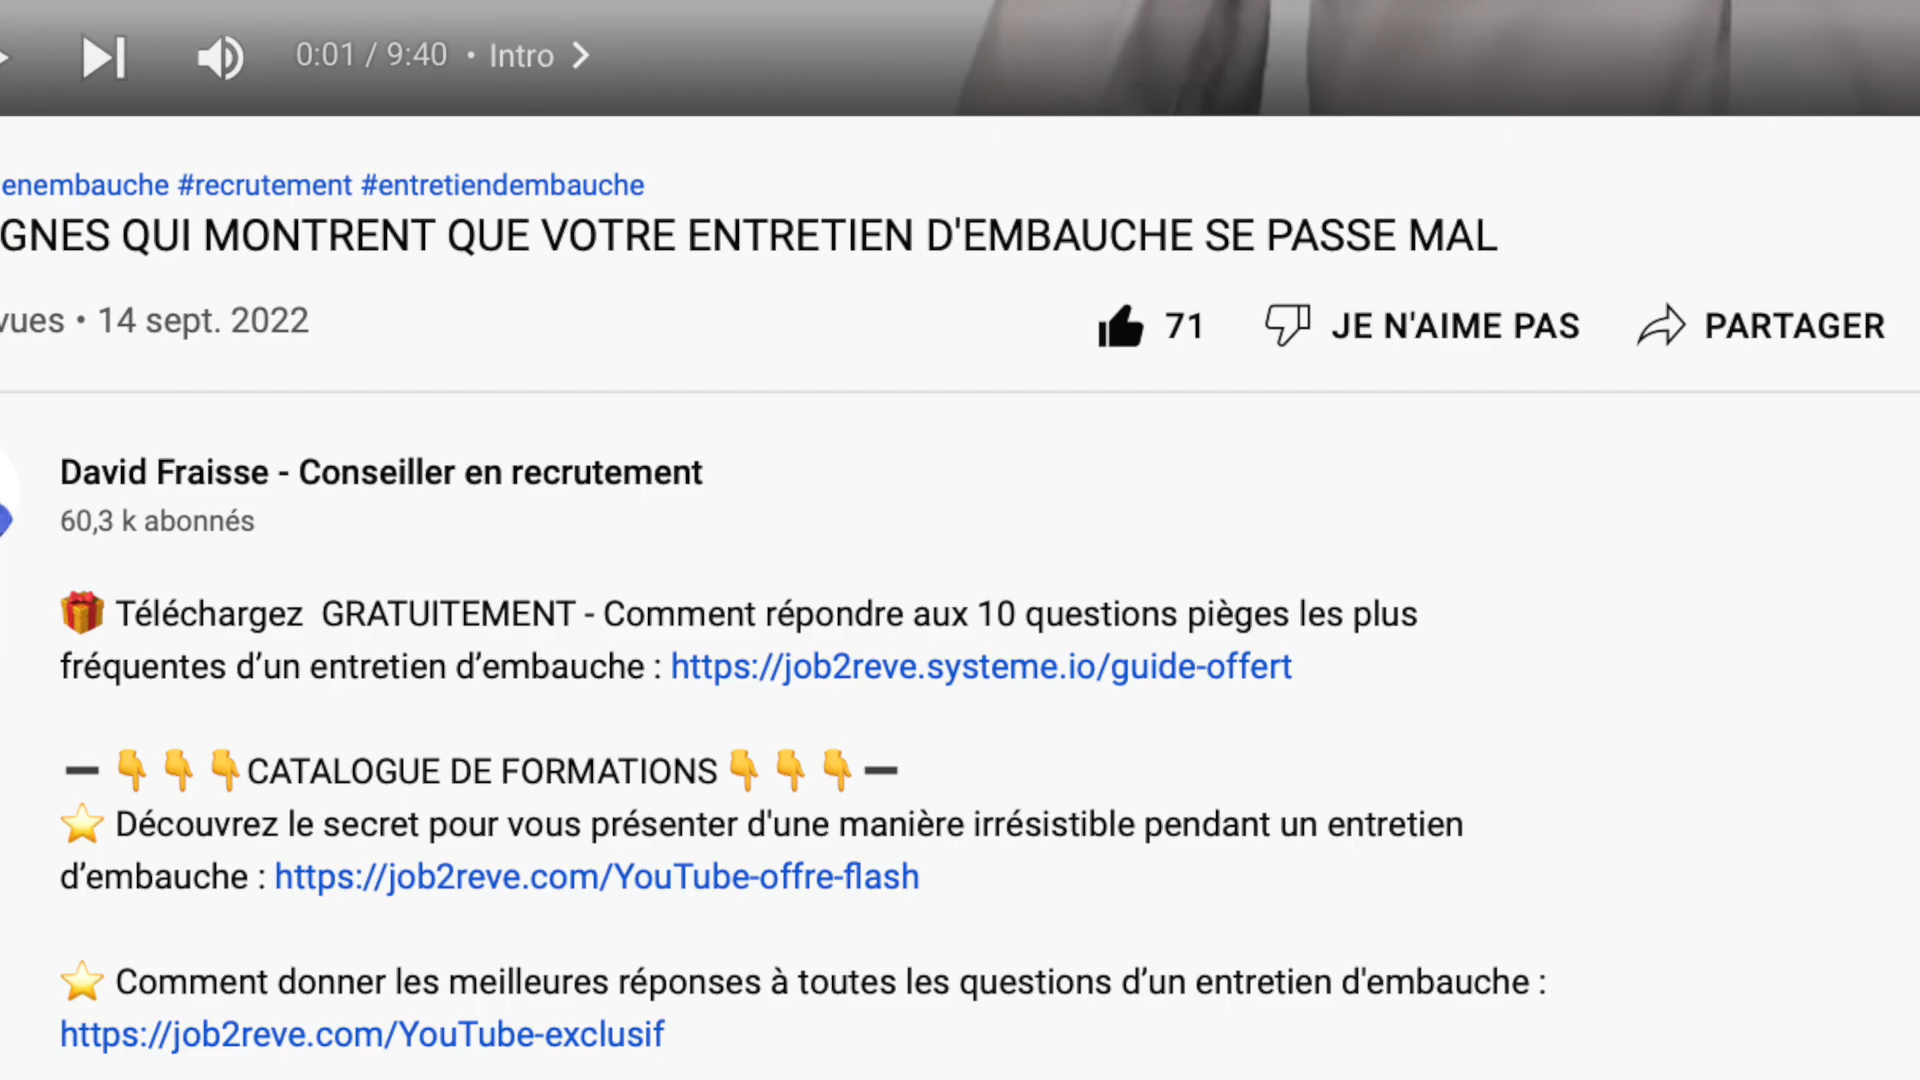 0:01 / 9:40 • Intro
enembauche #recrutement #entretiendembauche
GNES QUI MONTRENT QUE VOTRE ENTRETIEN D'EMBAUCHE SE PASSE MAL
vues • 14 sept. 2022
71 JE N'AIME PAS PARTAGER
David Fraisse - Conseiller en recrutement
60,3 k abonnés
🎁 Téléchargez  GRATUITEMENT - Comment répondre aux 10 questions pièges les plus
fréquentes d’un entretien d’embauche : https://job2reve.systeme.io/guide-offert
➖👇👇👇CATALOGUE DE FORMATIONS👇👇👇➖
⭐ Découvrez le secret pour vous présenter d'une manière irrésistible pendant un entretien
d’embauche : https://job2reve.com/YouTube-offre-flash
⭐ Comment donner les meilleures réponses à toutes les questions d’un entretien d'embauche :
https://job2reve.com/YouTube-exclusif